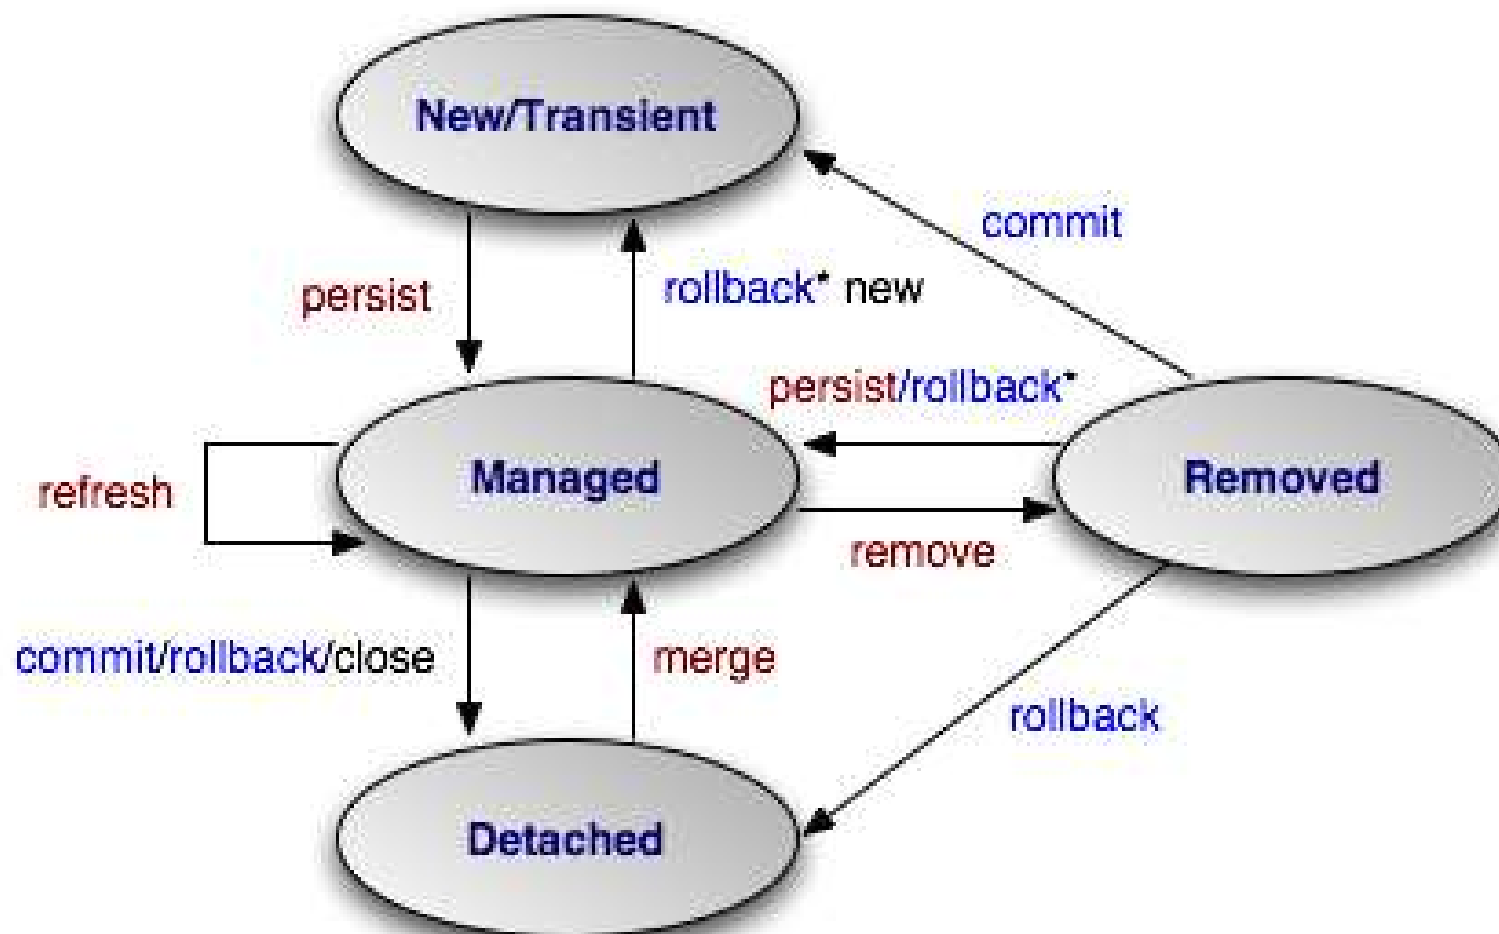 New/Transient
commit
persist
rollback* new
persist/rollback*
refresh
Managed
Removed
remove
commit/rollback/close
merge
rollback
Detached